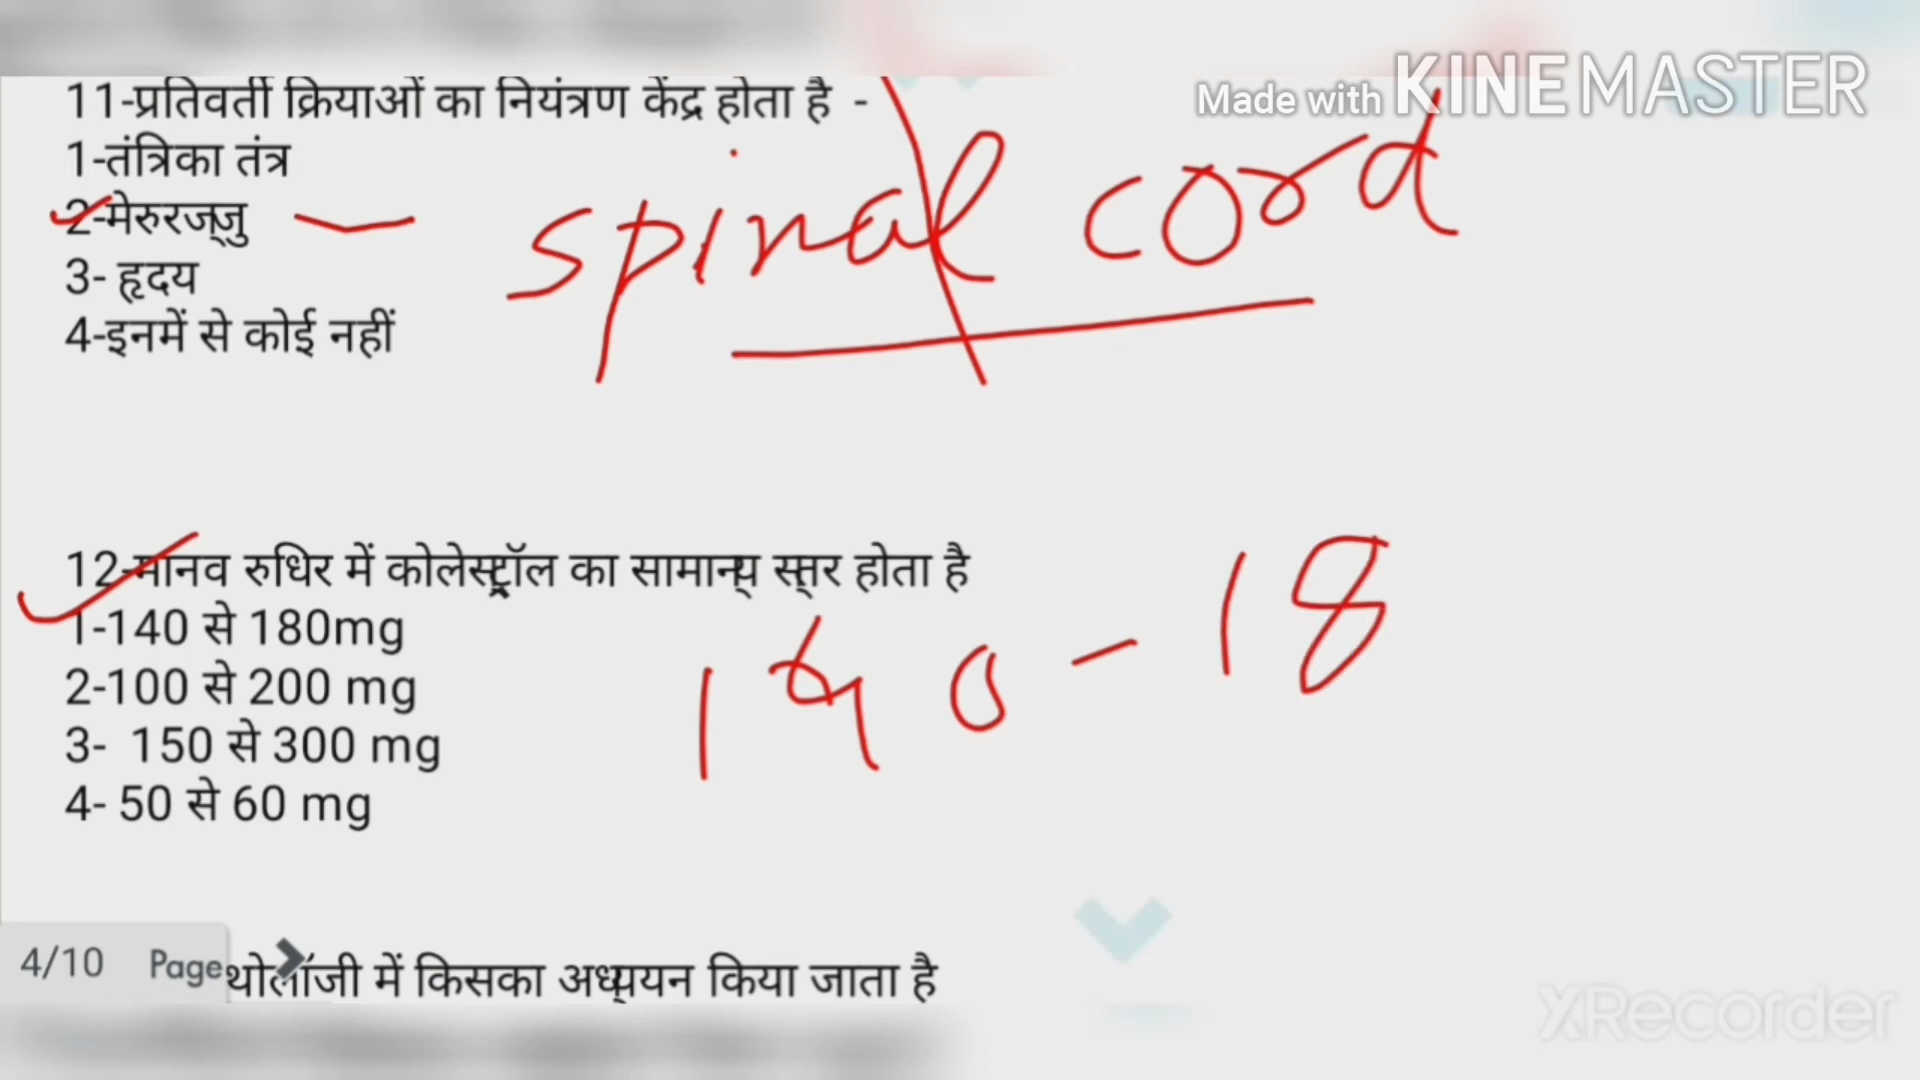 Made with KINEMASTER
11-प्रतिवर्ती क्रियाओं का नियंत्रण केंद्र होता है -
1-तंत्रिका तंत्र
2-मेरुरज्जु - spinal cord
3- हृदय
4-इनमें से कोई नहीं
12-मानव रुधिर में कोलेस्ट्रॉल का सामान्य स्तर होता है
1-140 से 180mg
140 - 18
2-100 से 200 mg
3- 150 से 300 mg
4- 50 से 60 mg
4/10 Page
थोलॉजी में किसका अध्ययन किया जाता है
XRecorder